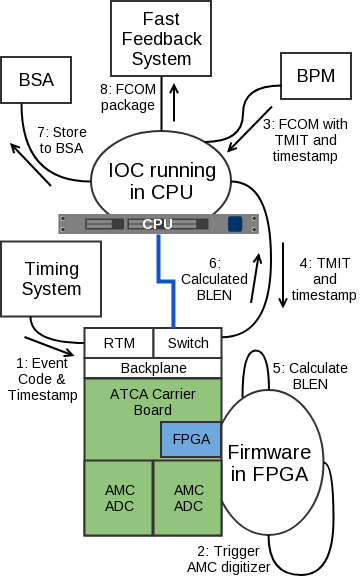 Fast
Feedback
System
BSA
BPM
8: FCOM
package
3: FCOM with
TMIT and
timestamp
7: Store
to BSA
IOC running
in CPU
CPU
Timing
System
6:
Calculated
BLEN
4: TMIT
and
timestamp
1: Event
Code &
Timestamp
RTM
Switch
Backplane
ATCA Carrier
Board
FPGA
AMC
ADC
AMC
ADC
5: Calculate
BLEN
Firmware
in FPGA
2: Trigger
AMC digitizer